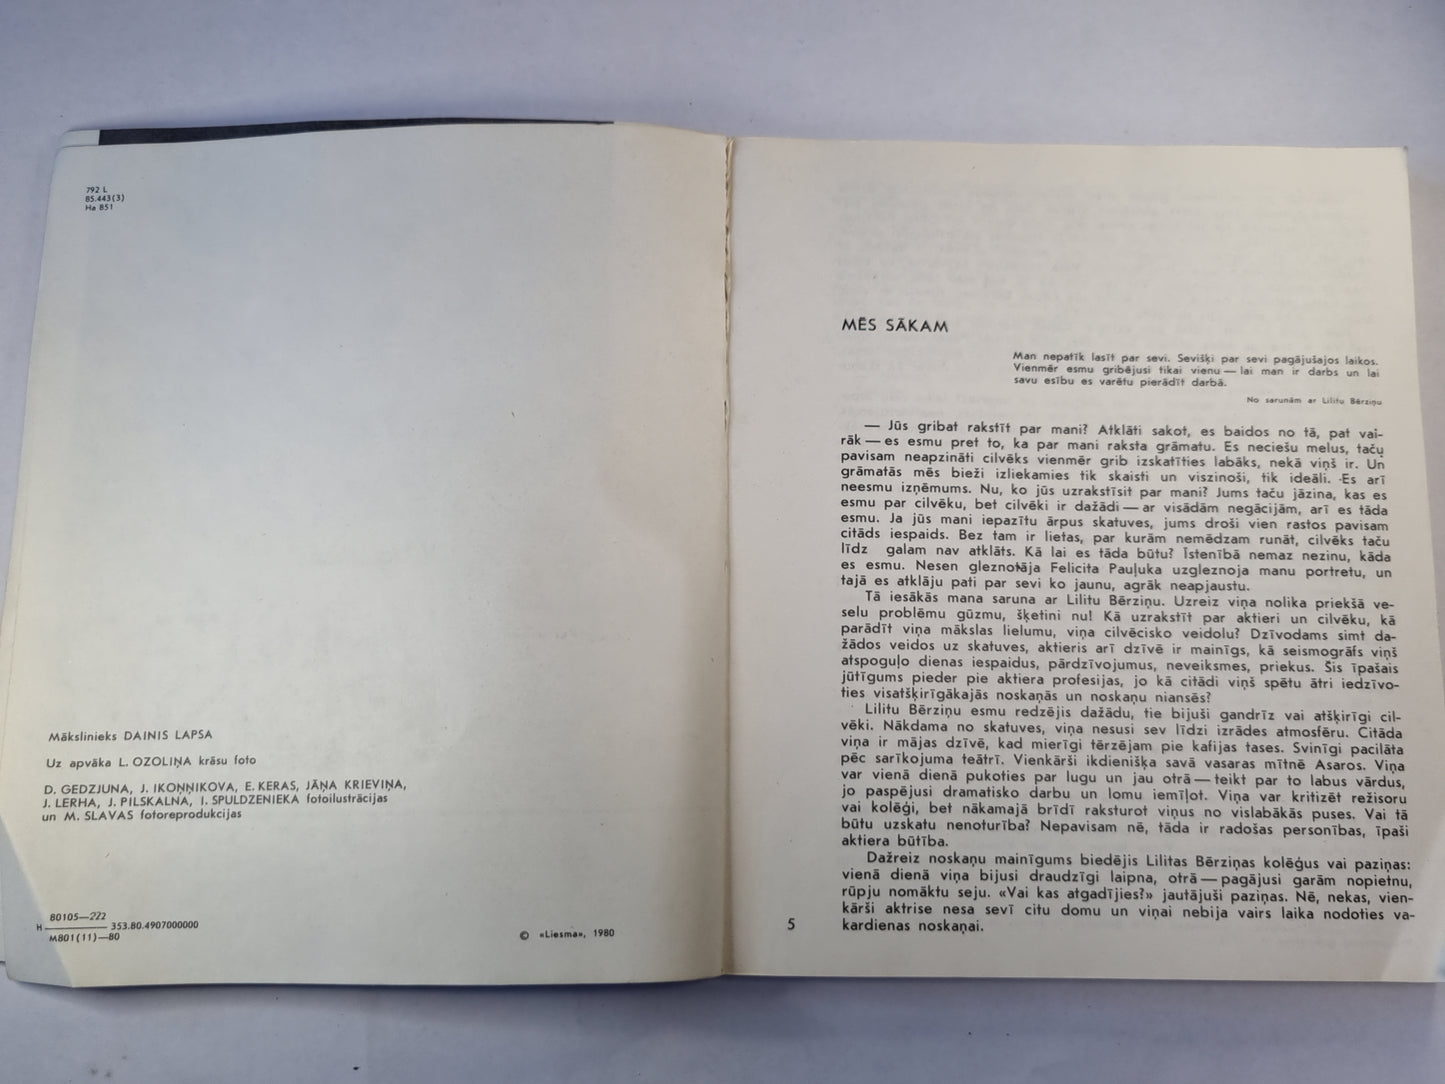 792 L
85.443(3)
Ha 851
Mākslinieks DAINIS LAPSA
Uz apvāka L. OZOLIŅA krāsu foto
D. GEDZJUNA, J. IKOŅŅIKOVA, E. KERAS, JĀŅA KRIEVIŅA,
J. LERHA, J. PILSKALNA, I. SPULDZENIEKA fotoilustrācijas
un M. SLAVAS fotoreprodukcijas
80105—222
H 353.80.4907000000
M801(11)—80
© «Liesma», 1980
MĒS SĀKAM
Man nepatīk lasīt par sevi. Sevišķi par sevi pagājušajos laikos.
Vienmēr esmu gribējusi tikai vienu — lai man ir darbs un lai
savu esību es varētu pierādīt darbā.
No sarunām ar Lilitu Bērziņu
— Jūs gribat rakstīt par mani? Atklāti sakot, es baidos no tā, pat vai-
rāk — es esmu pret to, ka par mani raksta grāmatu. Es neciešu melus, taču
pavisam neapzināti cilvēks vienmēr grib izskatīties labāks, nekā viņš ir. Un
grāmatās mēs bieži izliekamies tik skaisti un viszinoši, tik ideāli. Es arī
neesmu izņēmums. Nu, ko jūs uzrakstīsit par mani? Jums taču jāzina, kas es
esmu par cilvēku, bet cilvēki ir dažādi — ar visādām negācijām, arī es tāda
esmu. Ja jūs mani iepazītu ārpus skatuves, jums droši vien rastos pavisam
citāds iespaids. Bez tam ir lietas, par kurām nemēdzam runāt, cilvēks taču
līdz galam nav atklāts. Kā lai es tāda būtu? Īstenībā nemaz nezinu, kāda
es esmu. Nesen gleznotāja Felicita Pauļuka uzgleznoja manu portretu, un
tajā es atklāju pati par sevi ko jaunu, agrāk neapjaustu.
Tā iesākās mana saruna ar Lilitu Bērziņu. Uzreiz viņa nolika priekšā ve-
selu problēmu gūzmu, šķetini nu! Kā uzrakstīt par aktieri un cilvēku, kā
parādīt viņa mākslas lielumu, viņa cilvēcisko veidolu? Dzīvodams simt da-
žādos veidos uz skatuves, aktieris arī dzīvē ir mainīgs, kā seismogrāfs viņš
atspoguļo dienas iespaidus, pārdzīvojumus, neveiksmes, priekus. Šis īpašais
jūtīgums pieder pie aktiera profesijas, jo kā citādi viņš spētu ātri iedzīvo-
ties visatšķirīgākajās noskaņās un noskaņu niansēs?
Lilitu Bērziņu esmu redzējis dažādu, tie bijuši gandrīz vai atšķirīgi cil-
vēki. Nākdama no skatuves, viņa nesusi sev līdzi izrādes atmosfēru. Citāda
viņa ir mājas dzīvē, kad mierīgi tērzējam pie kafijas tases. Svinīgi pacilāta
pēc sarīkojuma teātrī. Vienkārši ikdienišķa savā vasaras mītnē Asaros. Viņa
var vienā dienā pukoties par lugu un jau otrā — teikt par to labus vārdus,
jo paspējusi dramatisko darbu un lomu iemīļot. Viņa var kritizēt režisoru
vai kolēģi, bet nākamajā brīdī raksturot viņus no vislabākās puses. Vai tā
būtu uzskatu nenoturība? Nepavisam nē, tāda ir radošas personības, īpaši
aktiera būtība.
Dažreiz noskaņu mainīgums biedējis Lilitas Bērziņas kolēģus vai paziņas:
vienā dienā viņa bijusi draudzīgi laipna, otrā — pagājusi garām nopietnu,
rūpju nomāktu seju. «Vai kas atgadījies?» jautājuši paziņas. Nē, nekas, vien-
kārši aktrise nesa sevī citu domu un viņai nebija vairs laika nodoties va-
kardienas noskaņai.
5